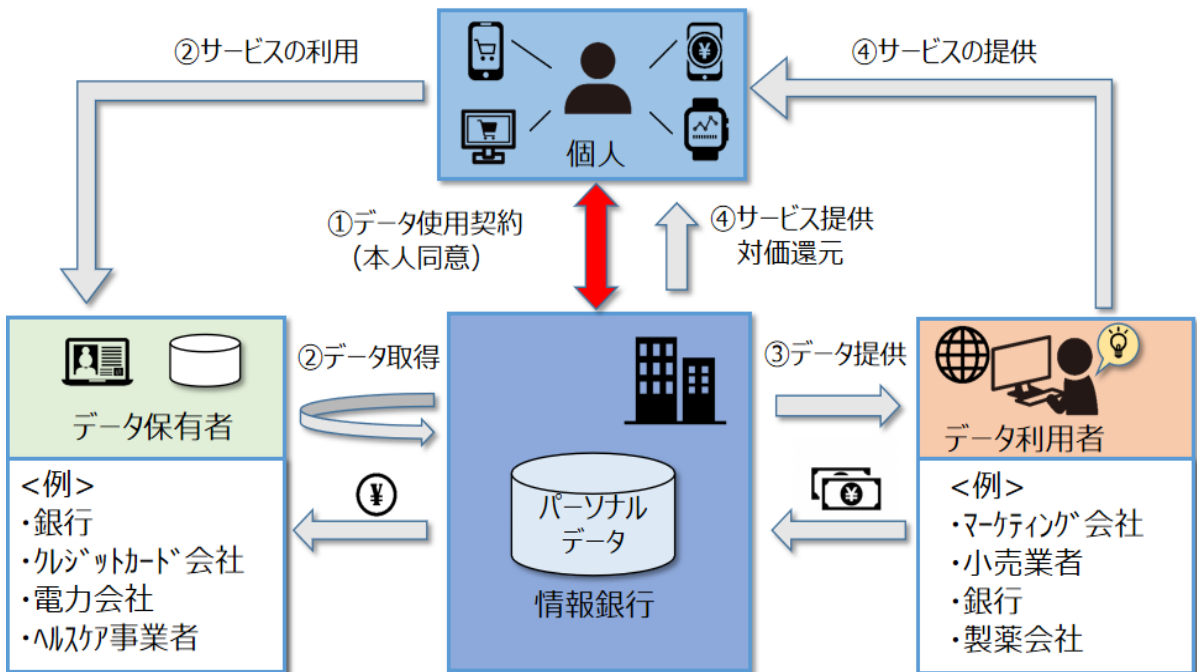 ②サービスの利用
④サービスの提供
個人
①データ使用契約
(本人同意)
④サービス提供
対価還元
データ保有者
<例>
・銀行
・ｸﾚｼﾞｯﾄｶｰﾄﾞ会社
・電力会社
・ﾍﾙｽｹｱ事業者
②データ取得
¥
パーソナル
データ
情報銀行
③データ提供
¥
データ利用者
<例>
・ﾏｰｹﾃｨﾝｸﾞ会社
・小売業者
・銀行
・製薬会社
¥